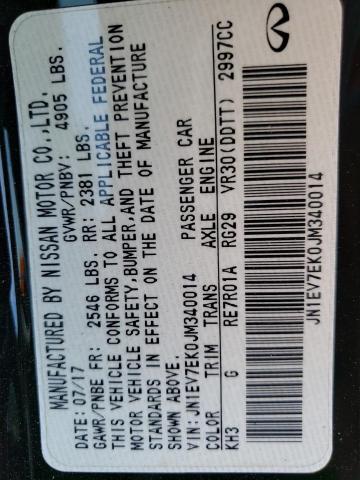 MANUFACTURED BY NISSAN MOTOR CO.,LTD.
GVWR/PNBV: 4905 LBS.
DATE: 07/17
GAWR/PNBE FR: 2546 LBS. RR: 2381 LBS.
THIS VEHICLE CONFORMS TO ALL APPLICABLE FEDERAL
MOTOR VEHICLE SAFETY,BUMPER,AND THEFT PREVENTION
STANDARDS IN EFFECT ON THE DATE OF MANUFACTURE
SHOWN ABOVE.
VIN: JN1EV7EK0JM340014 PASSENGER CAR
COLOR TRIM TRANS AXLE ENGINE
KH3 G RE7R01A RG29 VR30(DDTT) 2997CC
JN1EV7EK0JM340014